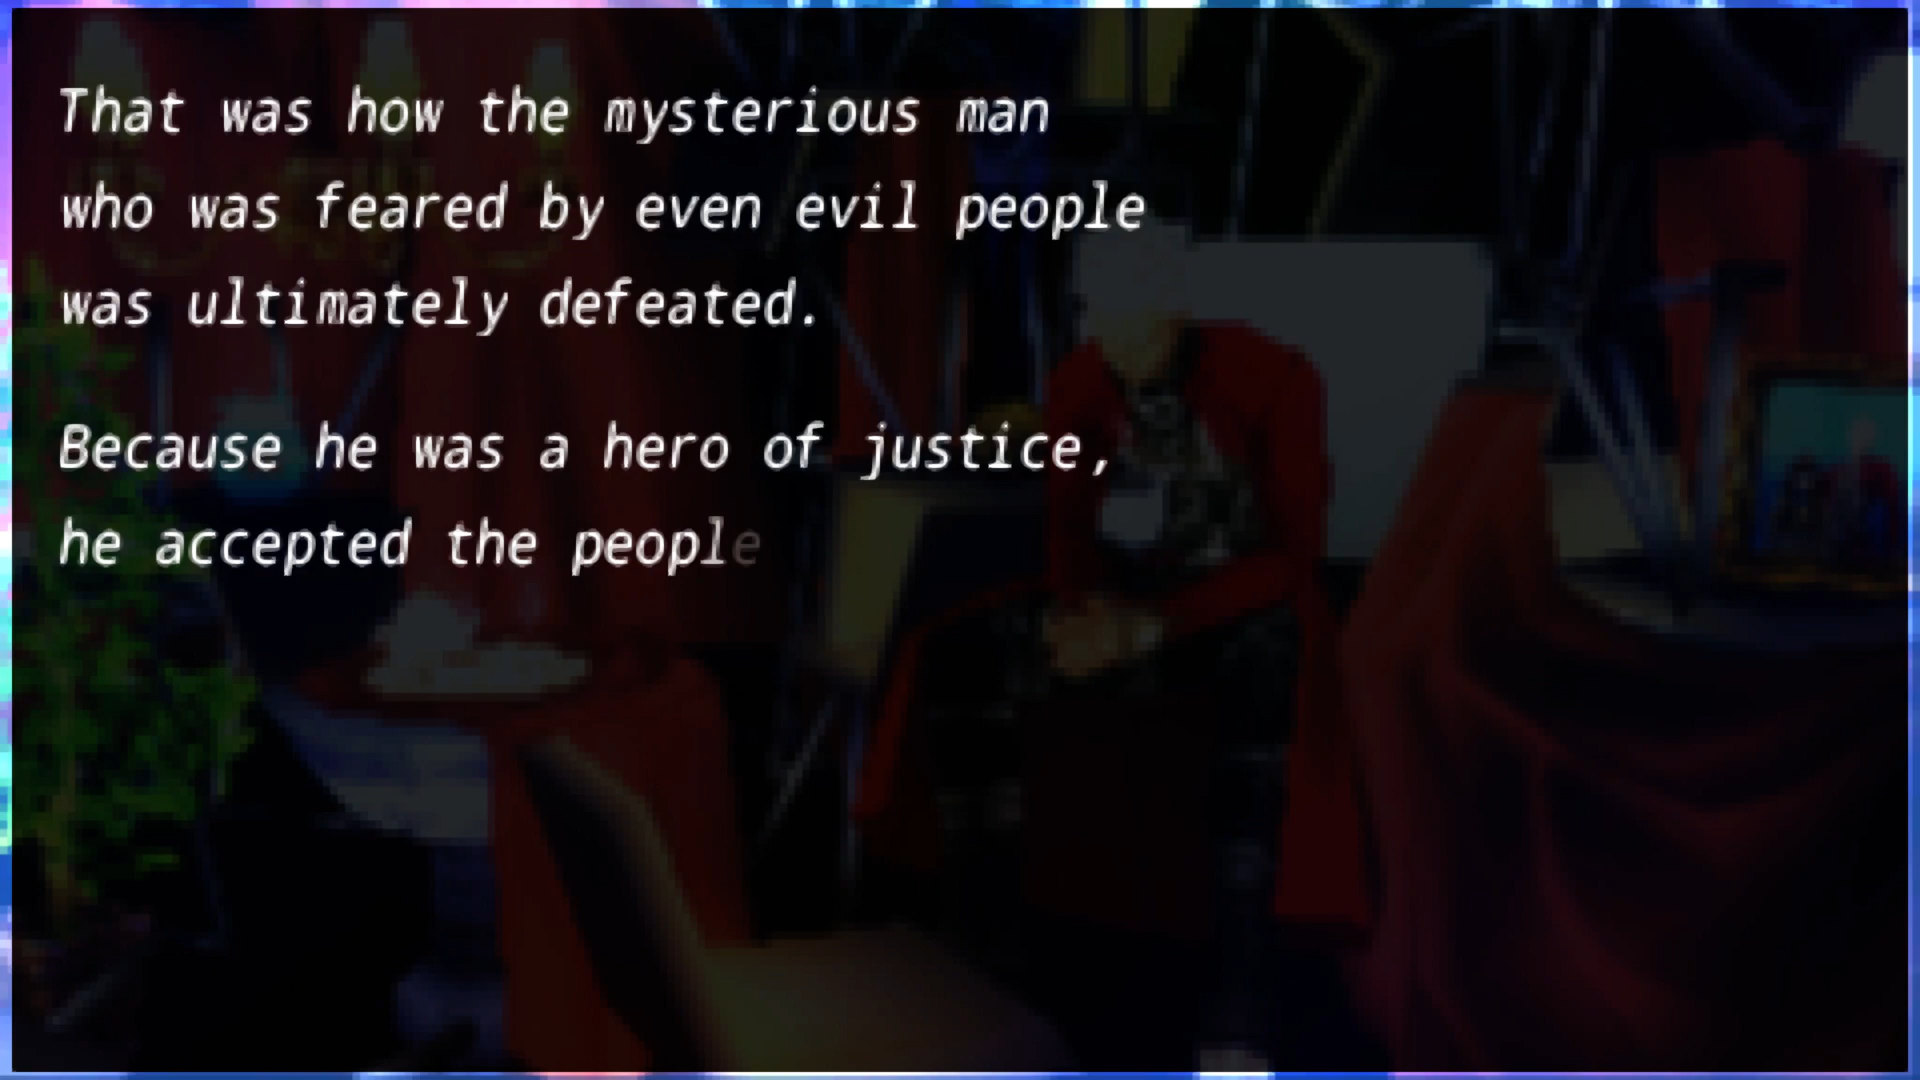 That was how the mysterious man
who was feared by even evil people
was ultimately defeated.
Because he was a hero of justice,
he accepted the people